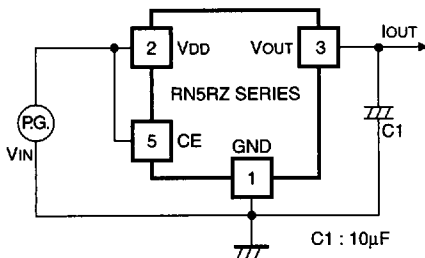 2 VDD VOUT 3 IOUT
RN5RZ SERIES
P.G.
VIN
5 CE
C1
GND
1
C1 : 10μF